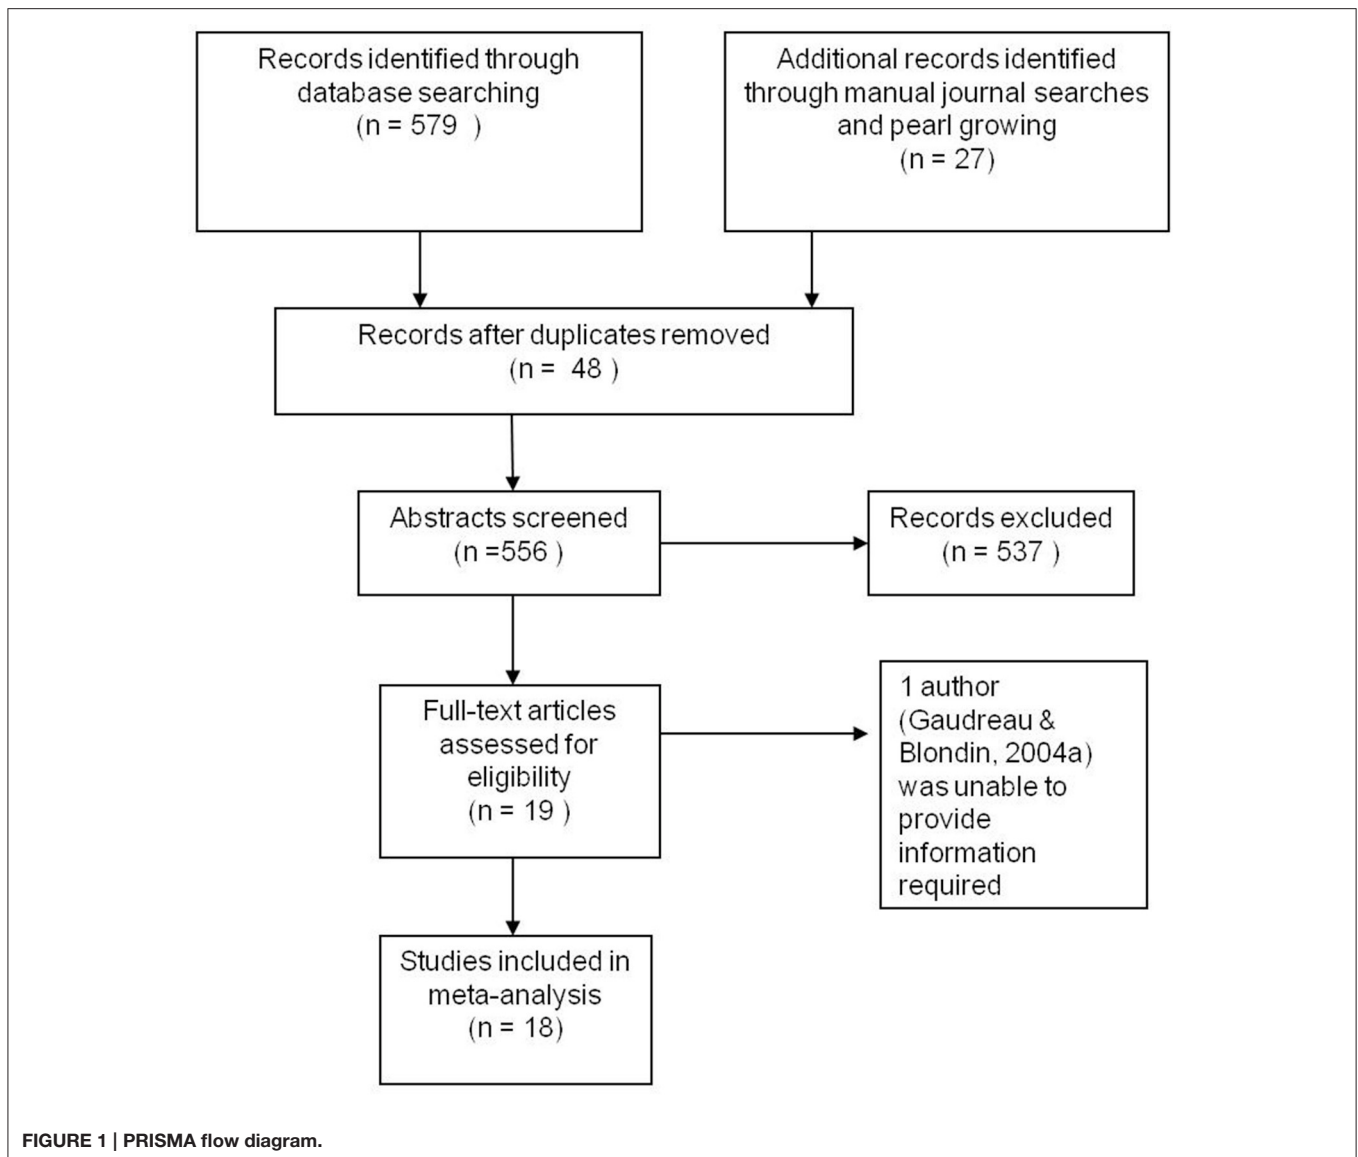 Records identified through
database searching
(n = 579 )
Additional records identified
through manual journal searches
and pearl growing
(n = 27)
Records after duplicates removed
(n = 48 )
Abstracts screened
(n =556 )
Records excluded
(n = 537 )
Full-text articles
assessed for
eligibility
(n = 19 )
1 author
(Gaudreau &
Blondin, 2004a)
was unable to
provide
information
required
Studies included in
meta-analysis
(n = 18)
FIGURE 1 | PRISMA flow diagram.